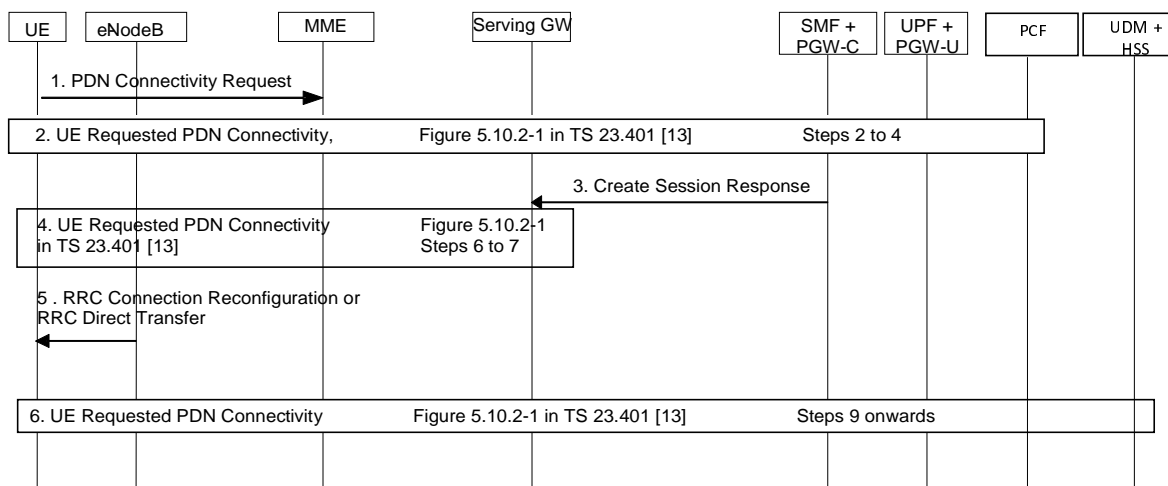 UE
eNodeB
MME
Serving GW
SMF +
PGW-C
UPF +
PGW-U
PCF
UDM +
HSS
1. PDN Connectivity Request
2. UE Requested PDN Connectivity, Figure 5.10.2-1 in TS 23.401 [13] Steps 2 to 4
3. Create Session Response
4. UE Requested PDN Connectivity Figure 5.10.2-1
in TS 23.401 [13] Steps 6 to 7
5 . RRC Connection Reconfiguration or
RRC Direct Transfer
6. UE Requested PDN Connectivity Figure 5.10.2-1 in TS 23.401 [13] Steps 9 onwards